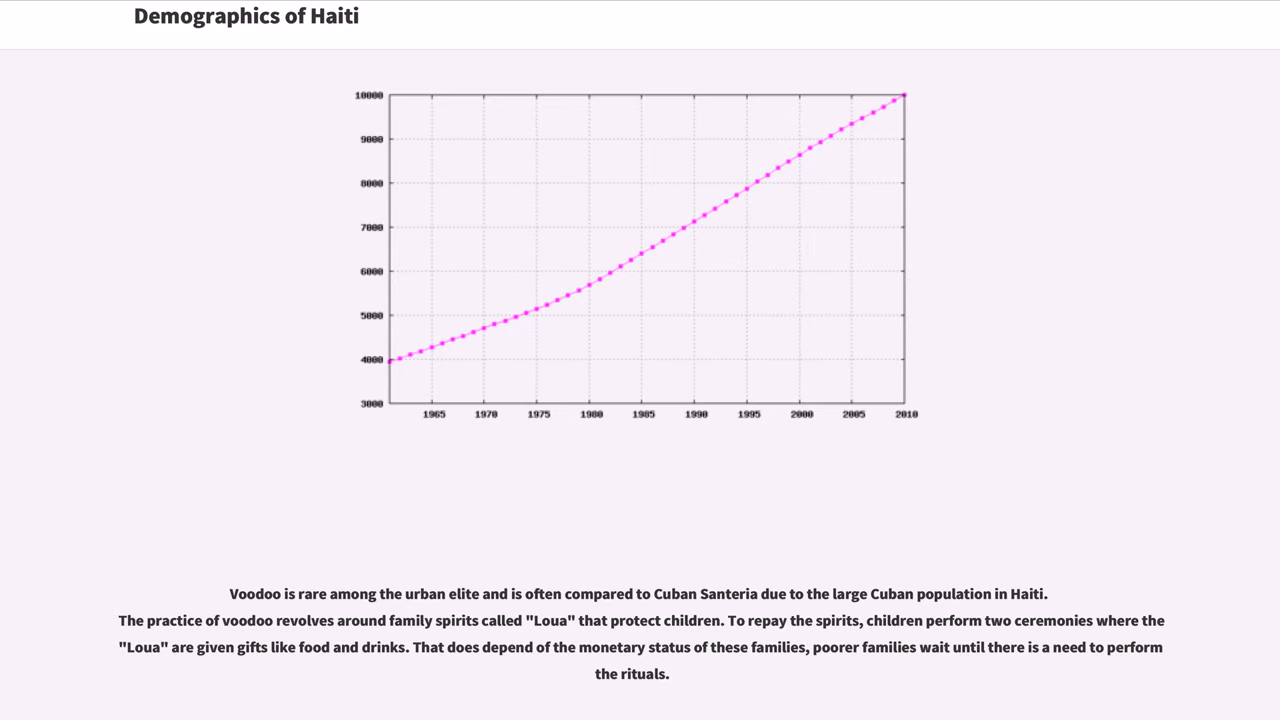 Demographics of Haiti
10000
9000
8000
7000
6000
5000
4000
3000
1965 1970 1975 1980 1985 1990 1995 2000 2005 2010
Voodoo is rare among the urban elite and is often compared to Cuban Santeria due to the large Cuban population in Haiti.
The practice of voodoo revolves around family spirits called "Loua" that protect children. To repay the spirits, children perform two ceremonies where the
"Loua" are given gifts like food and drinks. That does depend of the monetary status of these families, poorer families wait until there is a need to perform
the rituals.